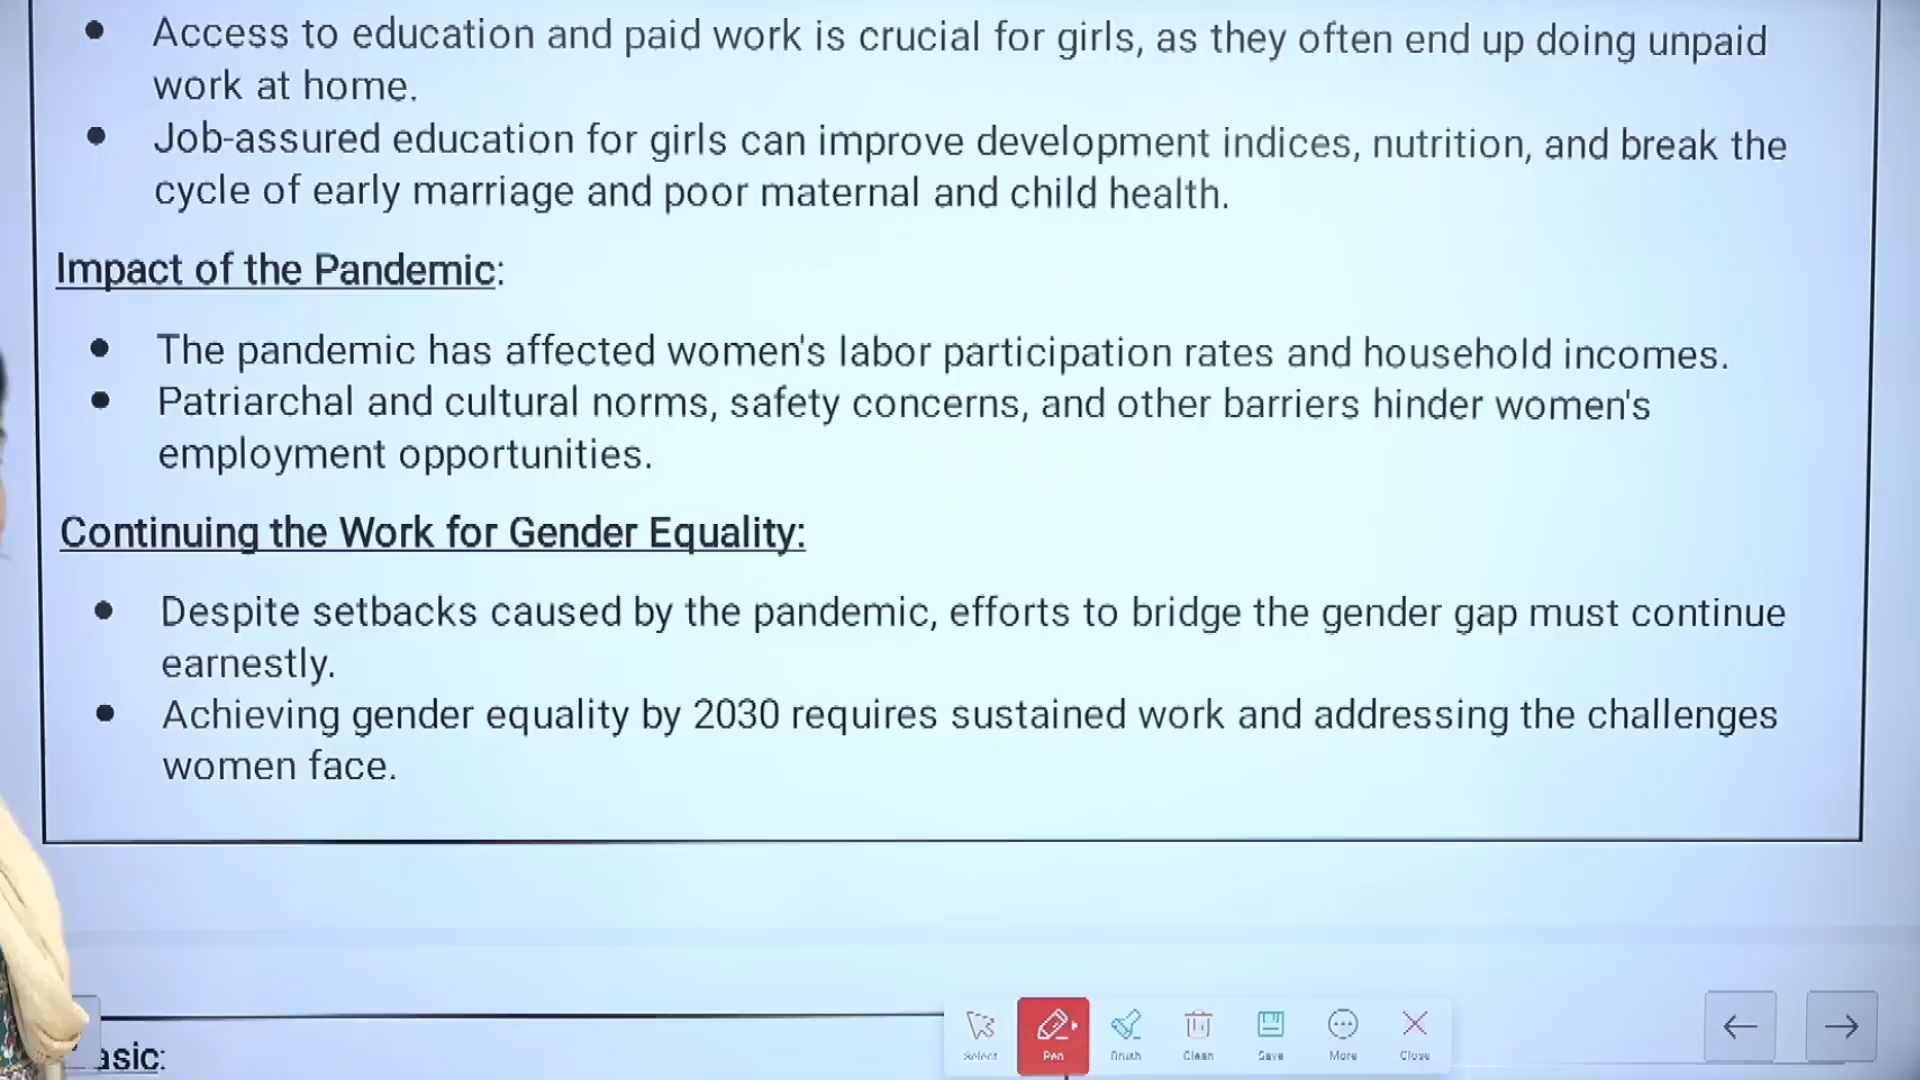 Access to education and paid work is crucial for girls, as they often end up doing unpaid
work at home.
Job-assured education for girls can improve development indices, nutrition, and break the
cycle of early marriage and poor maternal and child health.
Impact of the Pandemic:
The pandemic has affected women's labor participation rates and household incomes.
Patriarchal and cultural norms, safety concerns, and other barriers hinder women's
employment opportunities.
Continuing the Work for Gender Equality:
Despite setbacks caused by the pandemic, efforts to bridge the gender gap must continue
earnestly.
Achieving gender equality by 2030 requires sustained work and addressing the challenges
women face.
asic:
Select Pen Brush Clean Save More Close